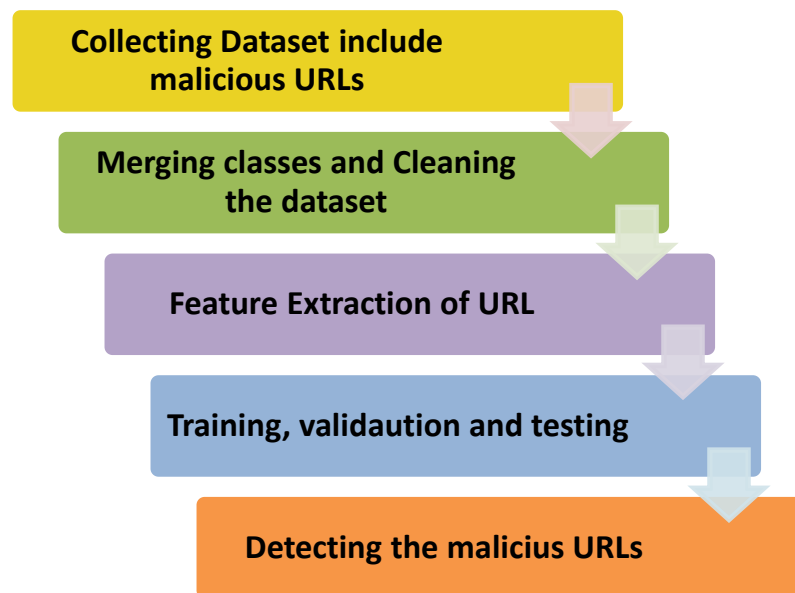 Collecting Dataset include
malicious URLs
Merging classes and Cleaning
the dataset
Feature Extraction of URL
Training, validaution and testing
Detecting the malicius URLs